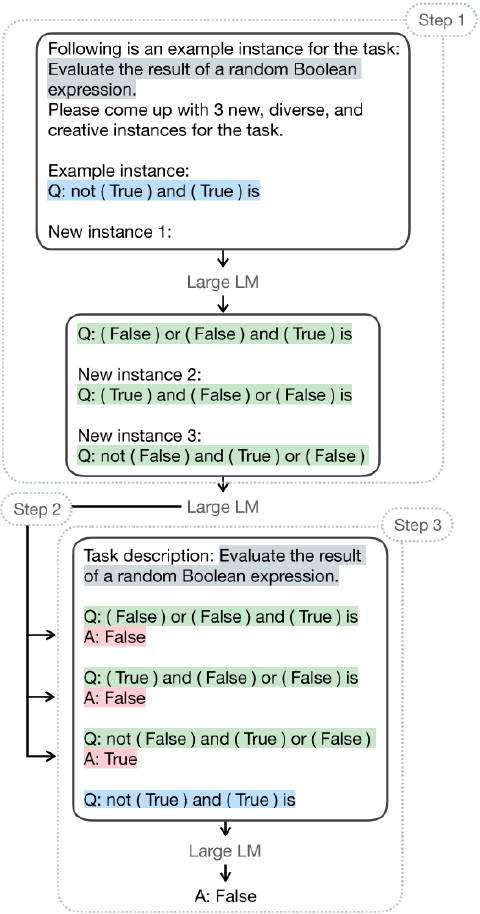 Step 1
Following is an example instance for the task:
Evaluate the result of a random Boolean
expression.
Please come up with 3 new, diverse, and
creative instances for the task.
Example instance:
Q: not ( True ) and ( True ) is
New instance 1:
Large LM
Q: ( False ) or ( False ) and ( True ) is
New instance 2:
Q: ( True ) and ( False ) or ( False ) is
New instance 3:
Q: not ( False ) and ( True ) or ( False )
Large LM
Step 2
Step 3
Task description: Evaluate the result
of a random Boolean expression.
Q: ( False ) or ( False ) and ( True ) is
A: False
Q: ( True ) and ( False ) or ( False ) is
A: False
Q: not ( False ) and ( True ) or ( False )
A: True
Q: not ( True ) and ( True ) is
Large LM
A: False